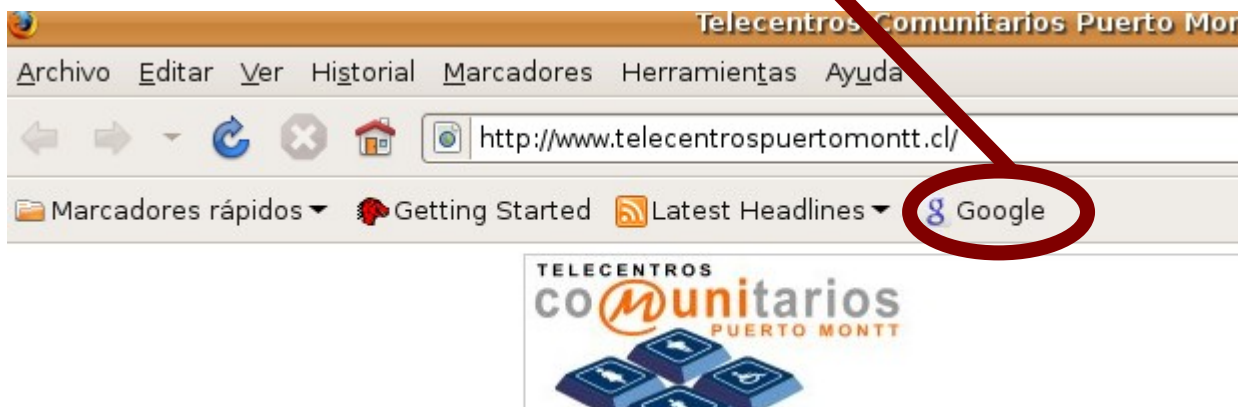 Telecentros Comunitarios Puerto
Archivo Editar Ver Historial Marcadores Herramientas Ayuda
http://www.telecentrospuertomontt.cl/
Marcadores rápidos Getting Started Latest Headlines g Google
TELECENTROS
comunitarios
PUERTO MONTT